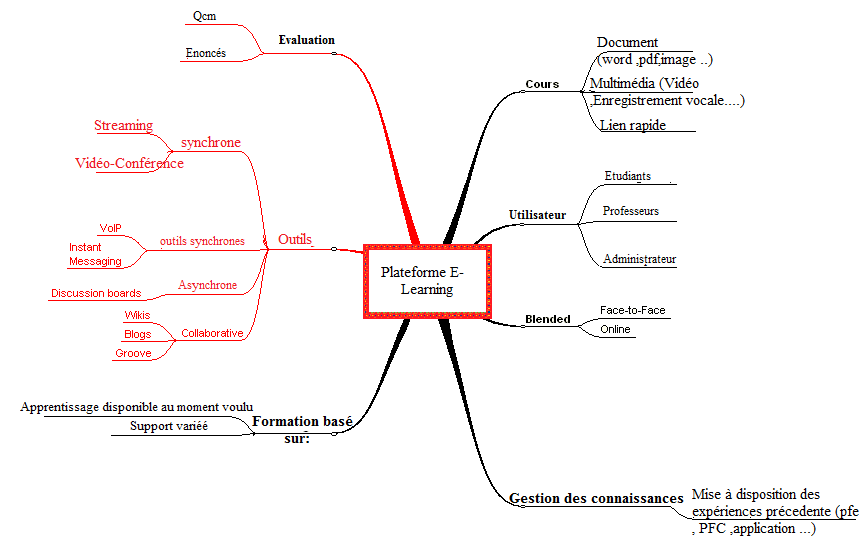 Qcm
Enoncés
Evaluation
Streaming
Vidéo-Conférence
synchrone
VoIP
Instant
Messaging
outils synchrones
Discussion boards
Asynchrone
Wikis
Blogs
Groove
Collaborative
Outils
Apprentissage disponible au moment voulu
Support variéé
Formation basé
sur:
Plateforme E-
Learning
Cours
Document
(word ,pdf,image ..)
Multimédia (Vidéo
,Enregistrement vocale....)
Lien rapide
Utilisateur
Etudiants
Professeurs
Administrateur
Blended
Face-to-Face
Online
Gestion des connaissances
Mise à disposition des
expériences précedente (pfe
, PFC ,application ...)